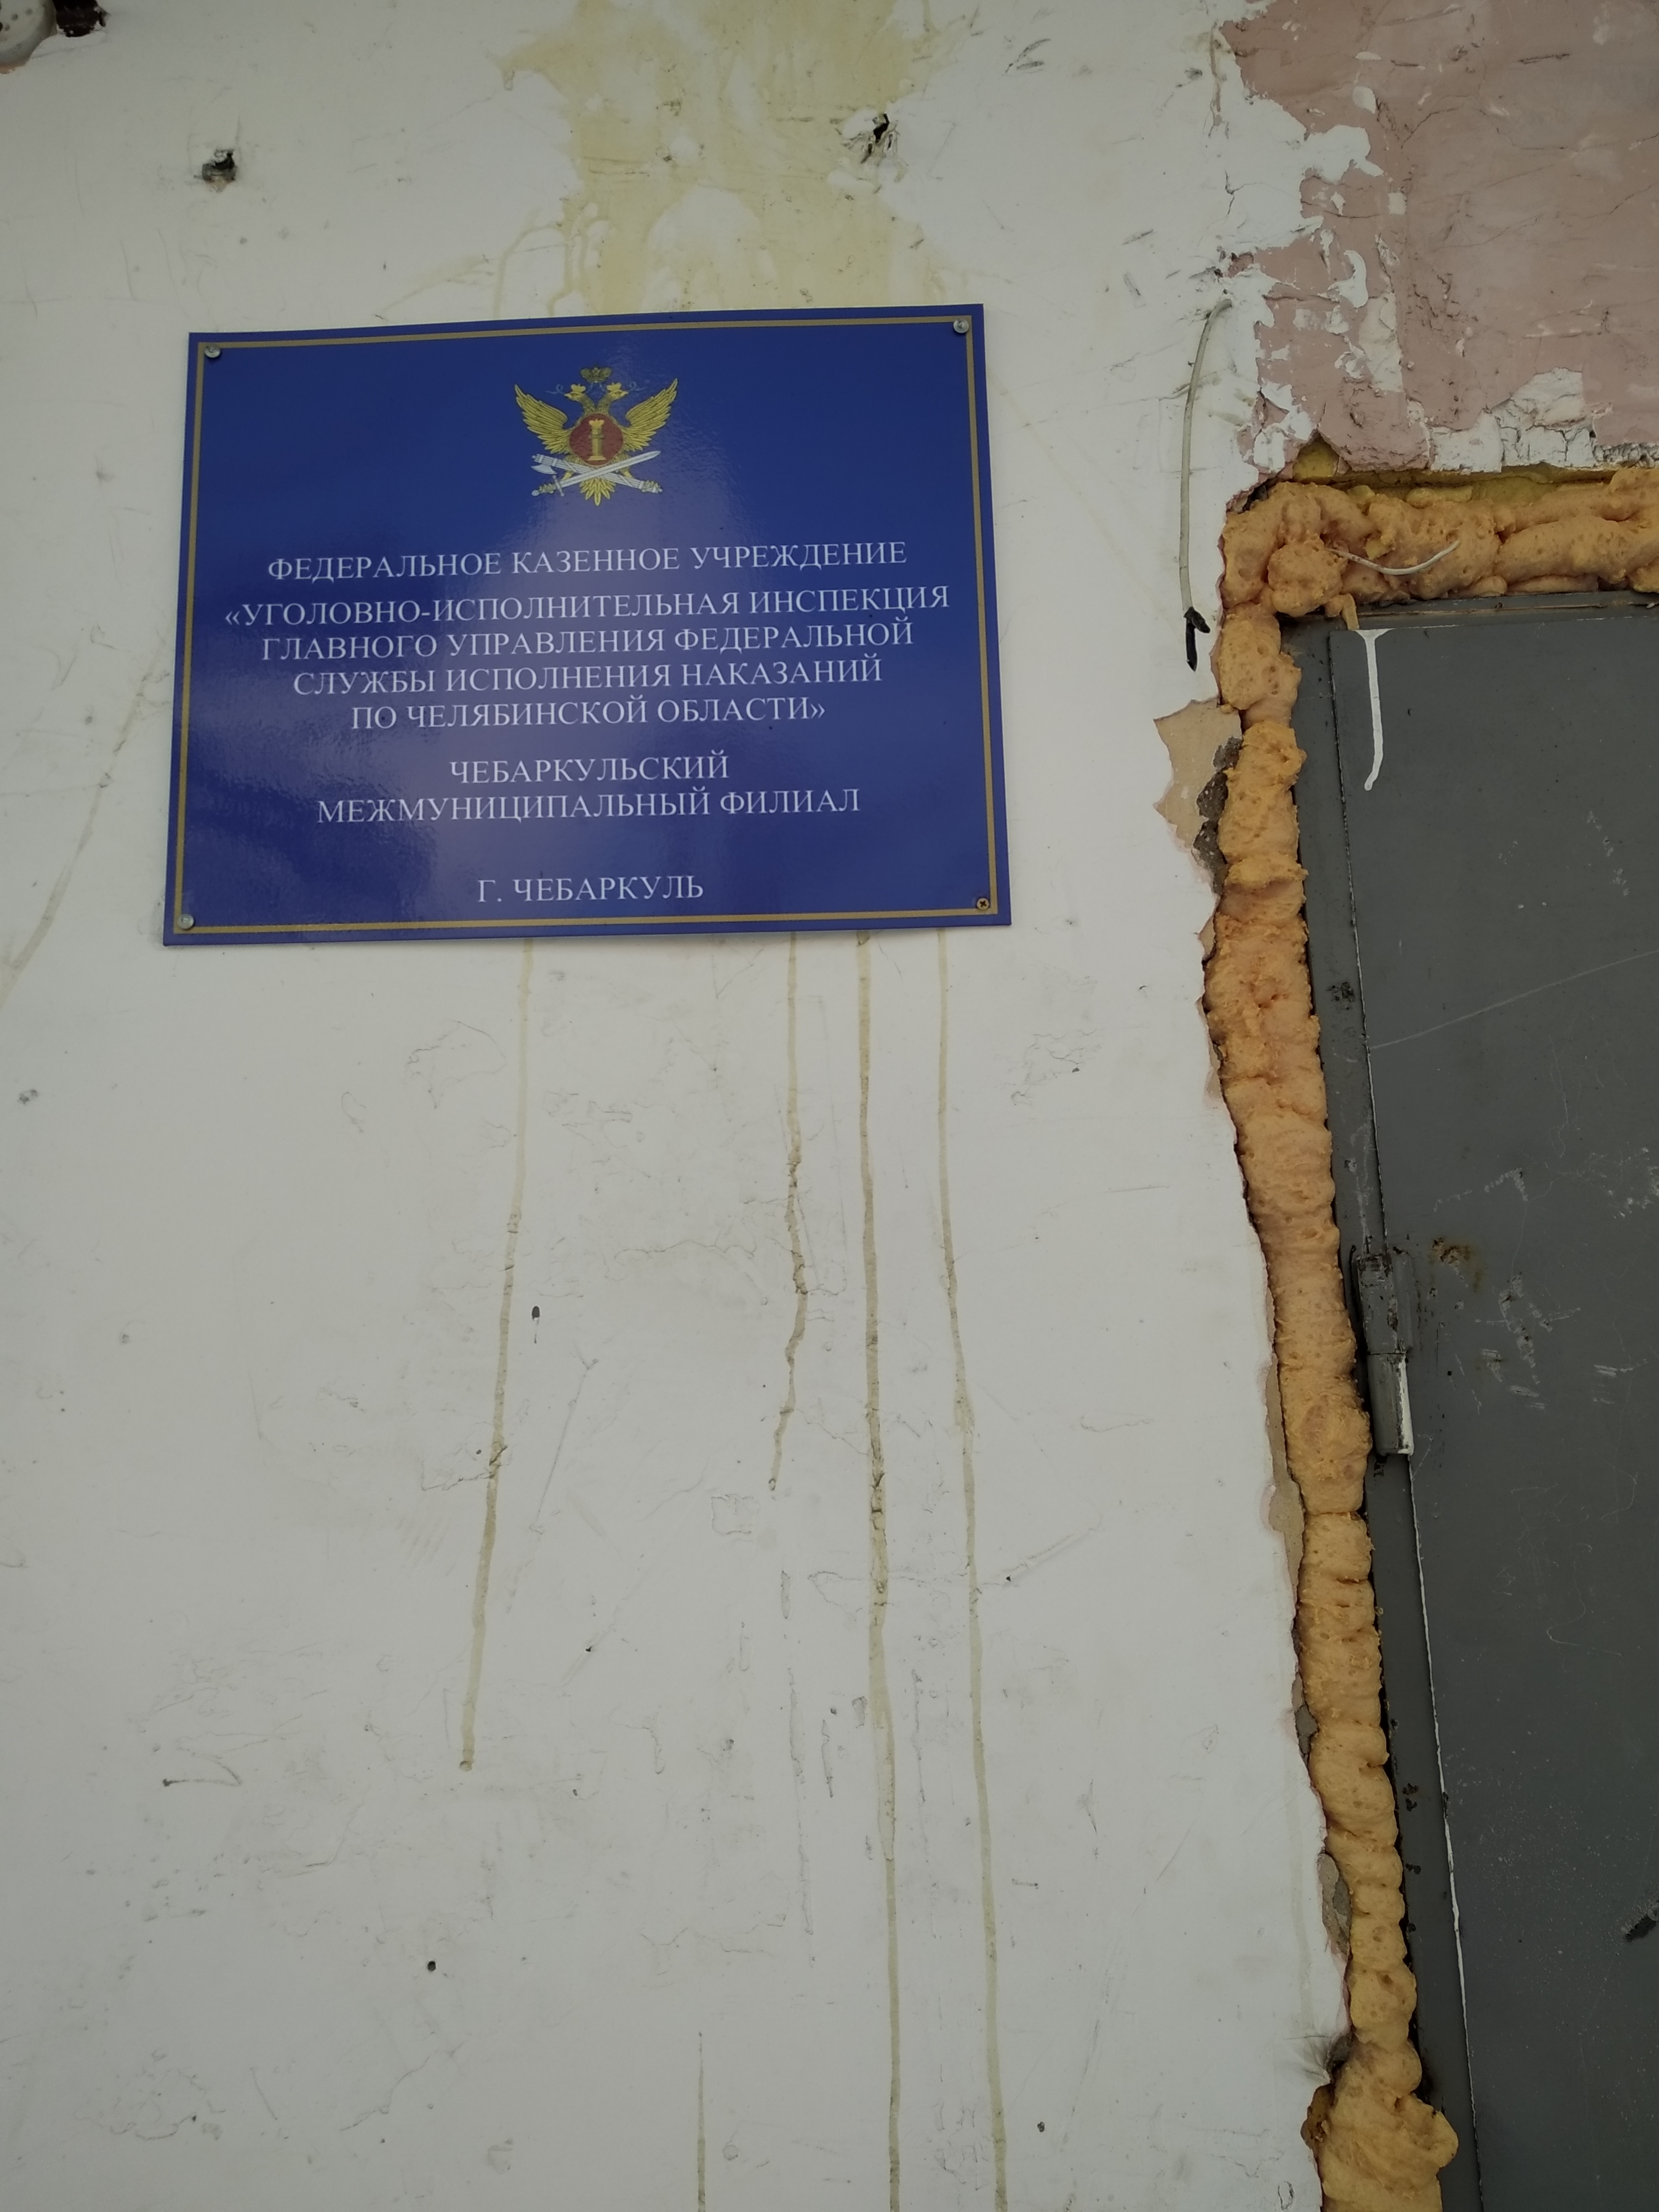 ФЕДЕРАЛЬНОЕ КАЗЕННОЕ УЧРЕЖДЕНИЕ
«УГОЛОВНО-ИСПОЛНИТЕЛЬНАЯ ИНСПЕКЦИЯ
ГЛАВНОГО УПРАВЛЕНИЯ ФЕДЕРАЛЬНОЙ
СЛУЖБЫ ИСПОЛНЕНИЯ НАКАЗАНИЙ
ПО ЧЕЛЯБИНСКОЙ ОБЛАСТИ»
ЧЕБАРКУЛЬСКИЙ
МЕЖМУНИЦИПАЛЬНЫЙ ФИЛИАЛ
Г. ЧЕБАРКУЛЬ